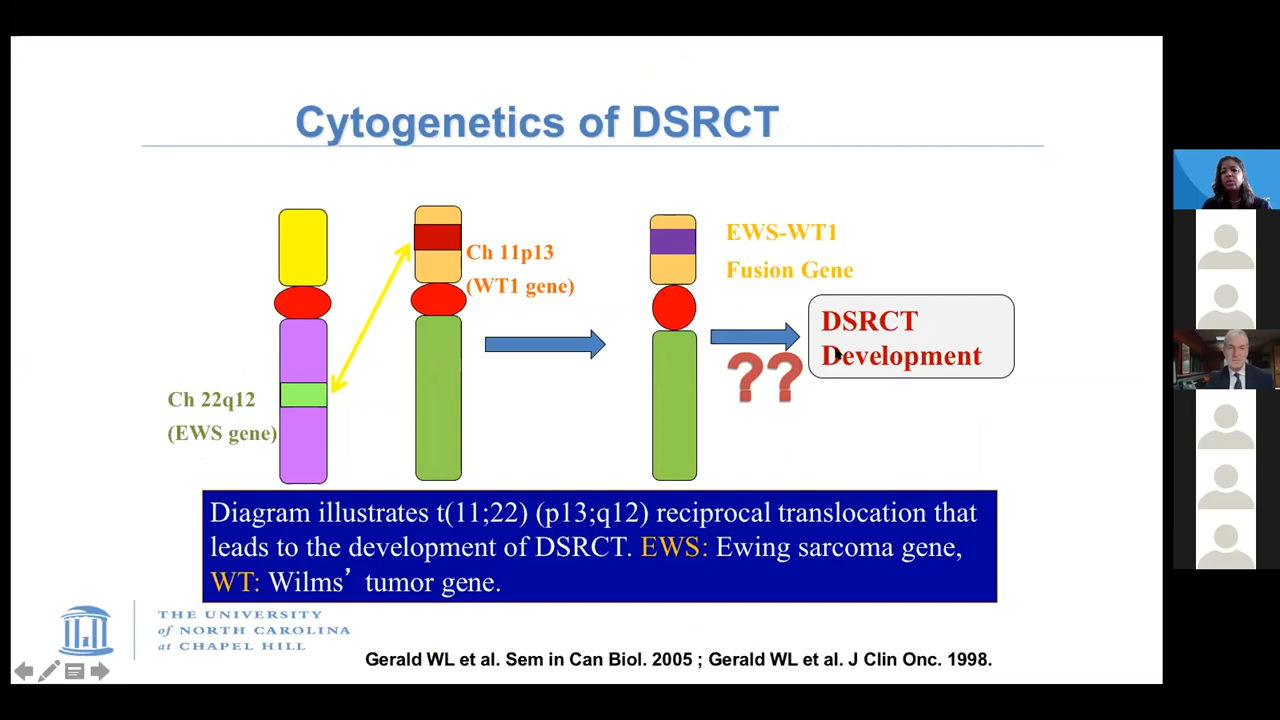 Cytogenetics of DSRCT
Ch 11p13
(WT1 gene)
EWS-WT1
Fusion Gene
DSRCT
Development
??
Ch 22q12
(EWS gene)
Diagram illustrates t(11;22) (p13;q12) reciprocal translocation that
leads to the development of DSRCT. EWS: Ewing sarcoma gene,
WT: Wilms’ tumor gene.
THE UNIVERSITY
of NORTH CAROLINA
at CHAPEL HILL
Gerald WL et al. Sem in Can Biol. 2005 ; Gerald WL et al. J Clin Onc. 1998.